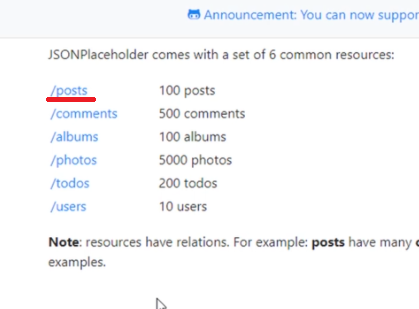 Announcement: You can now suppor
JSONPlaceholder comes with a set of 6 common resources:
/posts 100 posts
/comments 500 comments
/albums 100 albums
/photos 5000 photos
/todos 200 todos
/users 10 users
Note: resources have relations. For example: posts have many
examples.